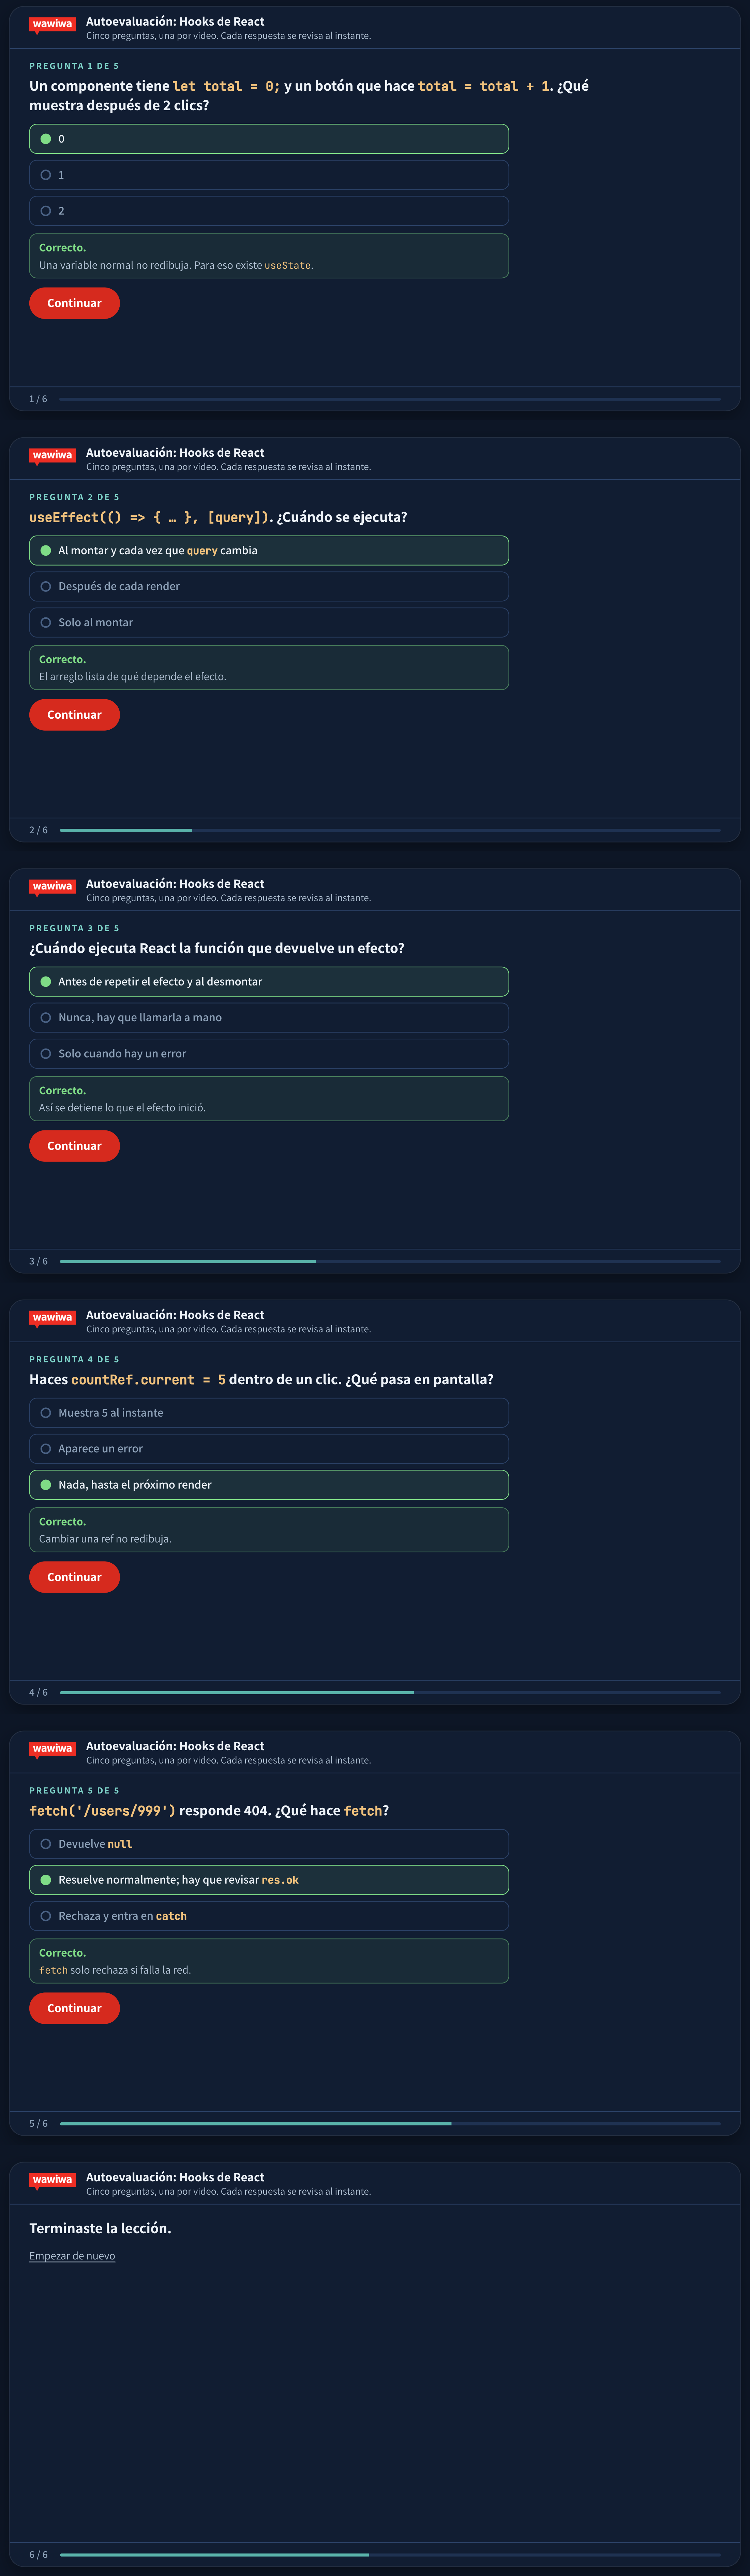 wawiwa
Autoevaluación: Hooks de React
Cinco preguntas, una por video. Cada respuesta se revisa al instante.
PREGUNTA 1 DE 5
Un componente tiene let total = 0; y un botón que hace total = total + 1. ¿Qué
muestra después de 2 clics?
0
1
2
Correcto.
Una variable normal no redibuja. Para eso existe useState.
Continuar
1 / 6
wawiwa
Autoevaluación: Hooks de React
Cinco preguntas, una por video. Cada respuesta se revisa al instante.
PREGUNTA 2 DE 5
useEffect(() => { … }, [query]). ¿Cuándo se ejecuta?
Al montar y cada vez que query cambia
Después de cada render
Solo al montar
Correcto.
El arreglo lista de qué depende el efecto.
Continuar
2 / 6
wawiwa
Autoevaluación: Hooks de React
Cinco preguntas, una por video. Cada respuesta se revisa al instante.
PREGUNTA 3 DE 5
¿Cuándo ejecuta React la función que devuelve un efecto?
Antes de repetir el efecto y al desmontar
Nunca, hay que llamarla a mano
Solo cuando hay un error
Correcto.
Así se detiene lo que el efecto inició.
Continuar
3 / 6
wawiwa
Autoevaluación: Hooks de React
Cinco preguntas, una por video. Cada respuesta se revisa al instante.
PREGUNTA 4 DE 5
Haces countRef.current = 5 dentro de un clic. ¿Qué pasa en pantalla?
Muestra 5 al instante
Aparece un error
Nada, hasta el próximo render
Correcto.
Cambiar una ref no redibuja.
Continuar
4 / 6
wawiwa
Autoevaluación: Hooks de React
Cinco preguntas, una por video. Cada respuesta se revisa al instante.
PREGUNTA 5 DE 5
fetch('/users/999') responde 404. ¿Qué hace fetch?
Devuelve null
Resuelve normalmente; hay que revisar res.ok
Rechaza y entra en catch
Correcto.
fetch solo rechaza si falla la red.
Continuar
5 / 6
wawiwa
Autoevaluación: Hooks de React
Cinco preguntas, una por video. Cada respuesta se revisa al instante.
Terminaste la lección.
Empezar de nuevo
6 / 6